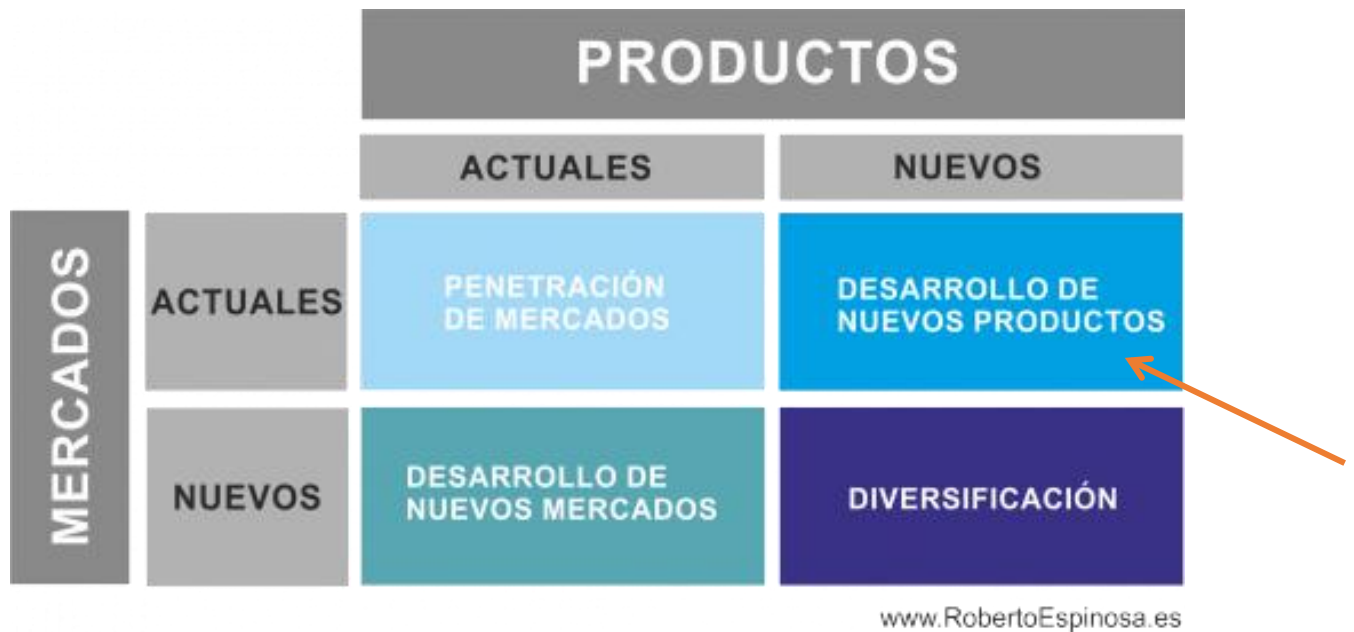 PRODUCTOS
ACTUALES
NUEVOS
MERCADOS
ACTUALES
PENETRACIÓN
DE MERCADOS
DESARROLLO DE
NUEVOS PRODUCTOS
NUEVOS
DESARROLLO DE
NUEVOS MERCADOS
DIVERSIFICACIÓN
www.RobertoEspinosa.es